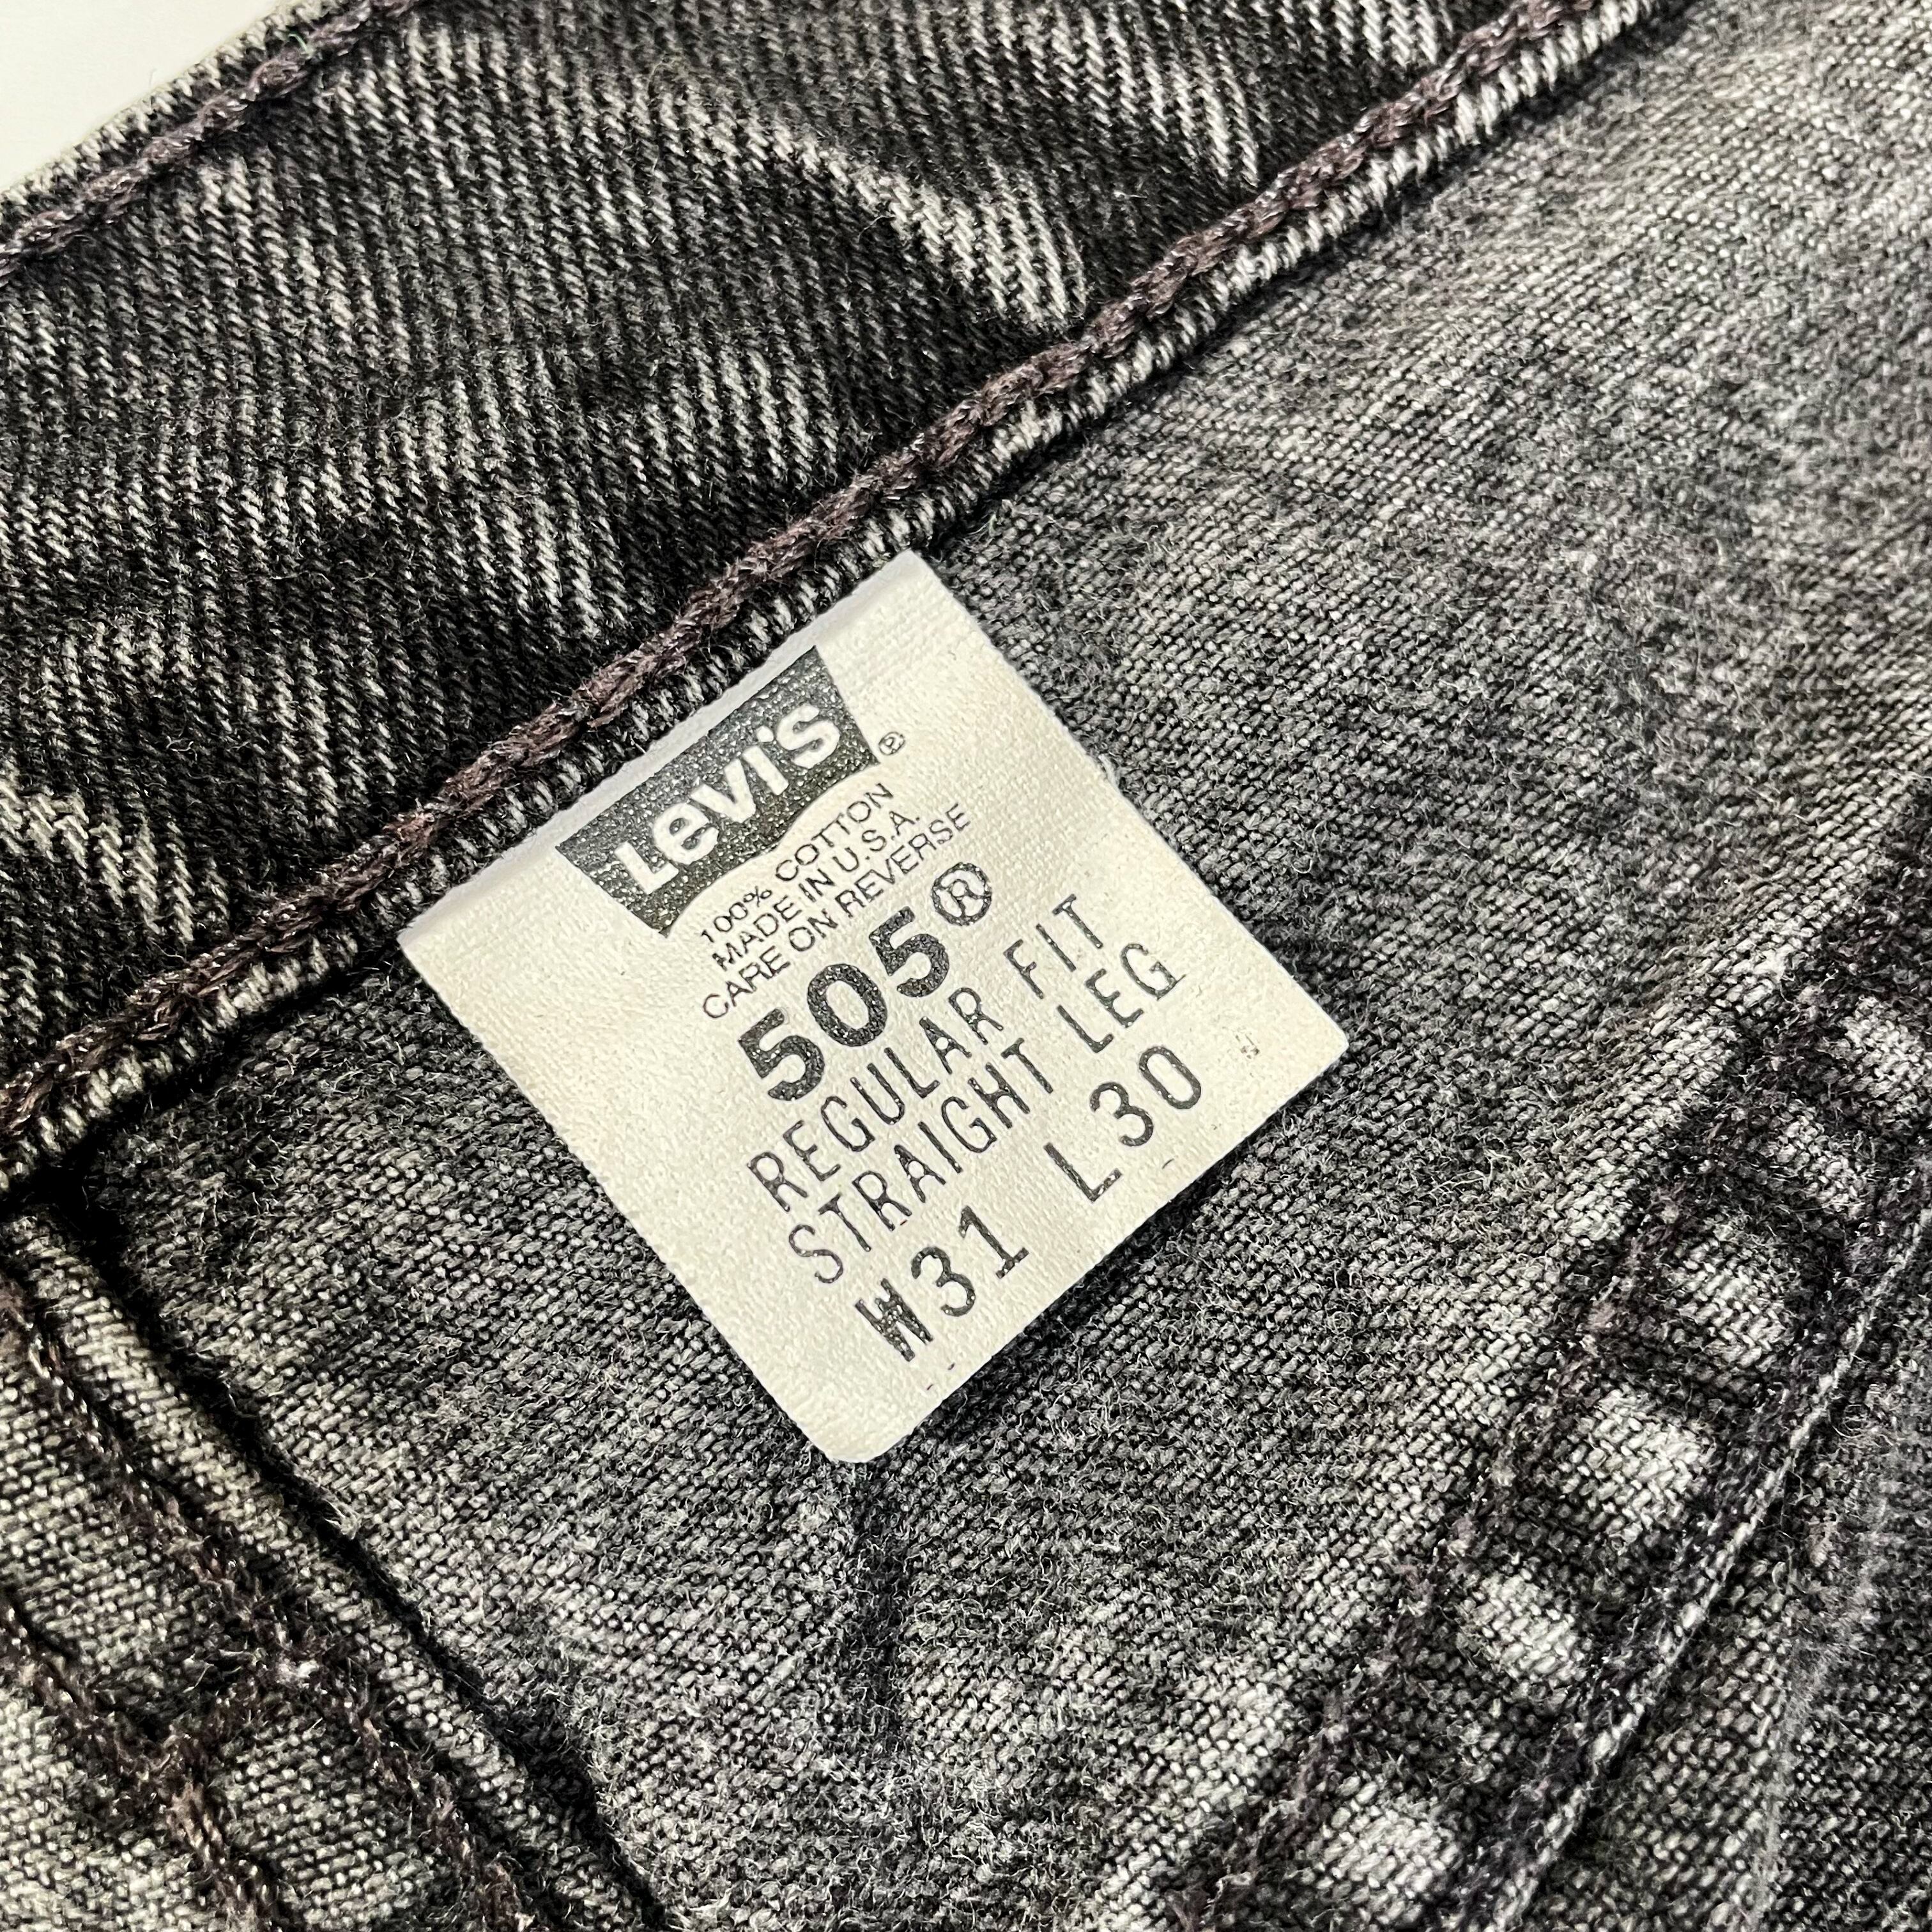 Levi's®
100% COTTON
MADE IN U.S.A.
CARE ON REVERSE
505®
REGULAR FIT
STRAIGHT LEG
W31 L30